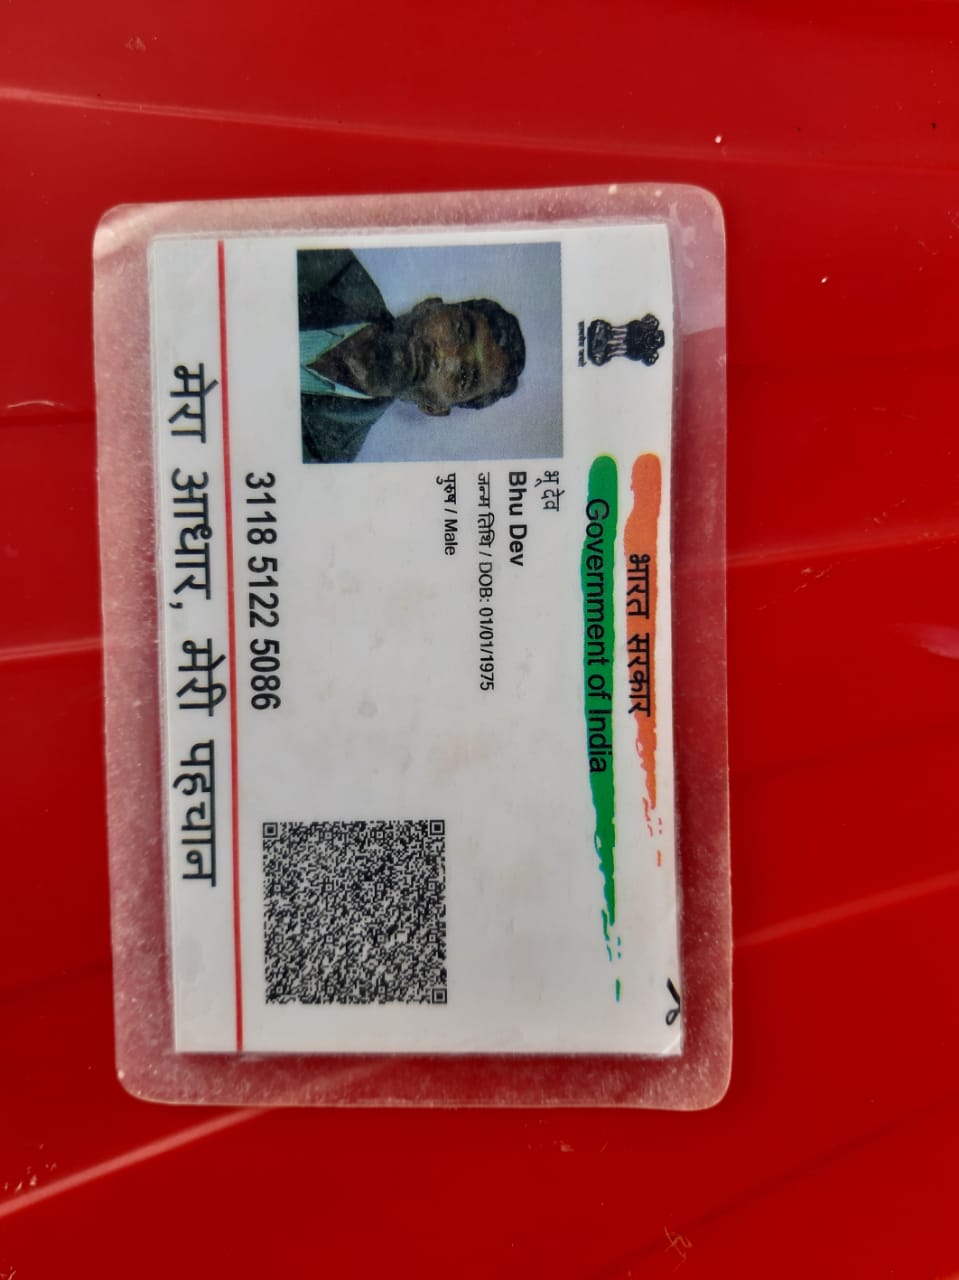 भारत सरकार
Government of India
सत्यमेव जयते
भू देव
Bhu Dev
जन्म तिथि / DOB: 01/01/1975
पुरुष / Male
3118 5122 5086
मेरा आधार, मेरी पहचान